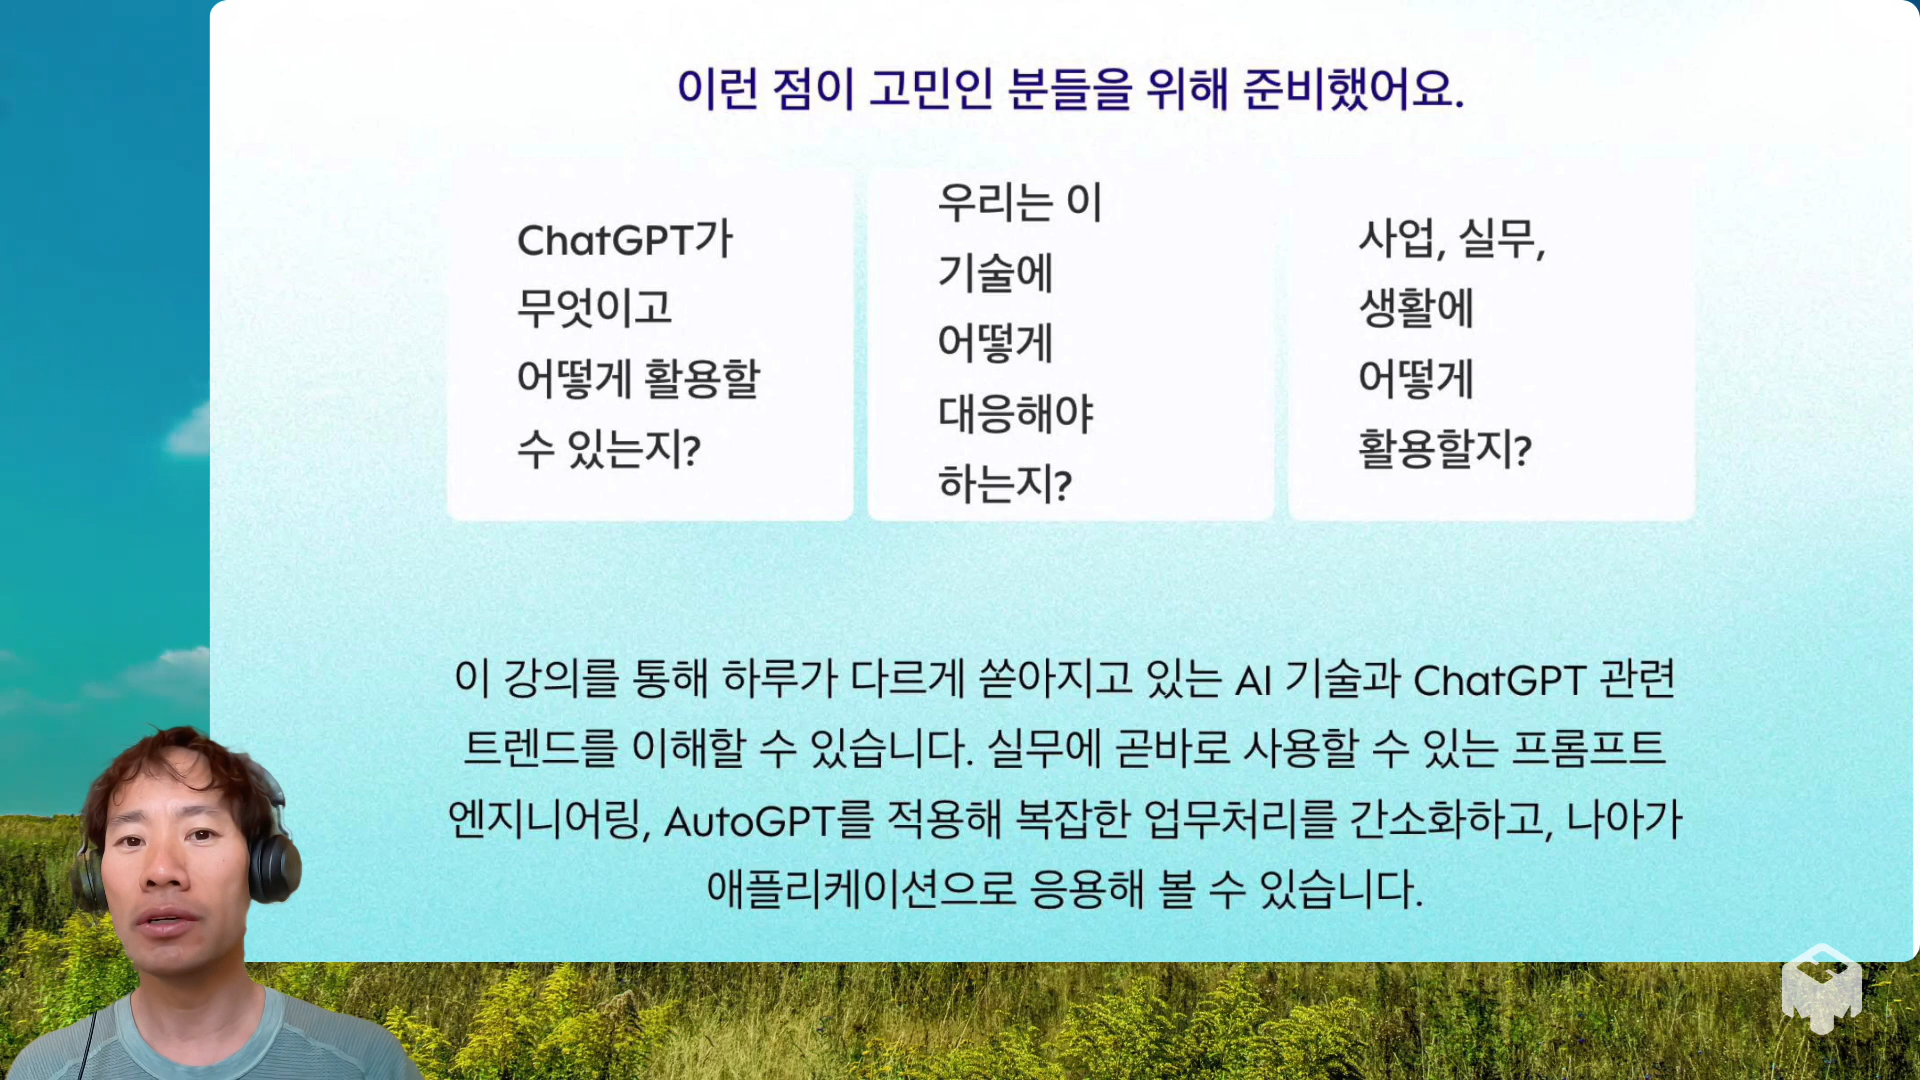 이런 점이 고민인 분들을 위해 준비했어요.
ChatGPT가
무엇이고
어떻게 활용할
수 있는지?
우리는 이
기술에
어떻게
대응해야
하는지?
사업, 실무,
생활에
어떻게
활용할지?
이 강의를 통해 하루가 다르게 쏟아지고 있는 AI 기술과 ChatGPT 관련
트렌드를 이해할 수 있습니다. 실무에 곧바로 사용할 수 있는 프롬프트
엔지니어링, AutoGPT를 적용해 복잡한 업무처리를 간소화하고, 나아가
애플리케이션으로 응용해 볼 수 있습니다.